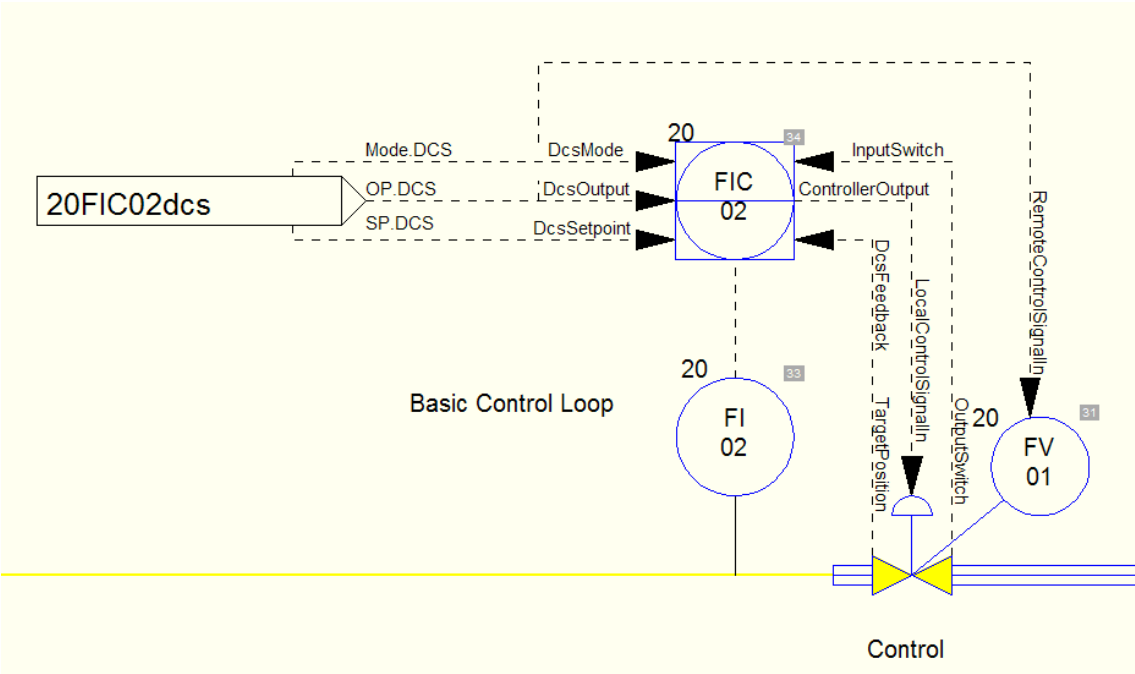 20
34
Mode.DCS
DcsMode
InputSwitch
20FIC02dcs
OP.DCS
DcsOutput
FIC
02
ControllerOutput
SP.DCS
DcsSetpoint
DcsFeedback
LocalControlSignalIn
RemoteControlSignalIn
20
33
Basic Control Loop
FI
02
TargetPosition
OutputSwitch
20
31
FV
01
Control